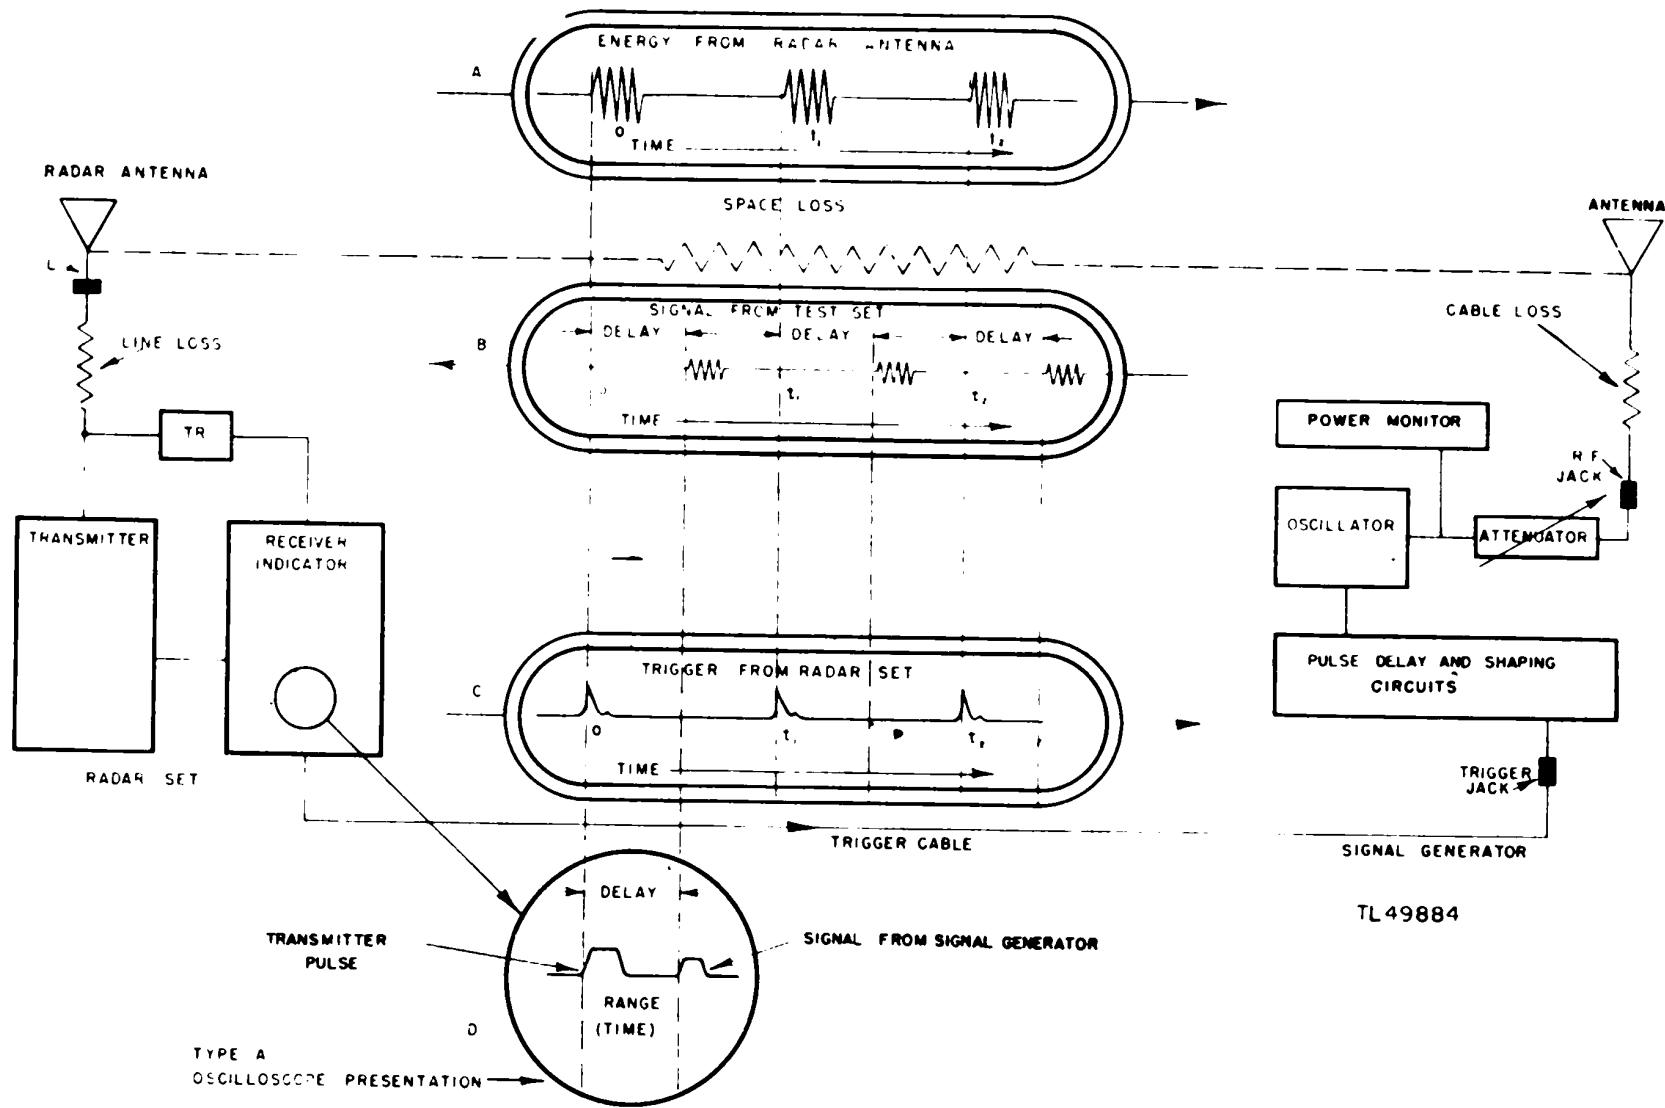 ENERGY FROM RADAR ANTENNA
A
0
t₁
t₂
TIME
RADAR ANTENNA
SPACE LOSS
ANTENNA
L
SIGNAL FROM TEST SET
DELAY
DELAY
DELAY
B
t₁
t₂
TIME
LINE LOSS
CABLE LOSS
TR
POWER MONITOR
RF
JACK
TRANSMITTER
RECEIVER
INDICATOR
OSCILLATOR
ATTENUATOR
TRIGGER FROM RADAR SET
C
0
t₁
t₂
TIME
PULSE DELAY AND SHAPING
CIRCUITS
RADAR SET
TRIGGER
JACK
TRIGGER CABLE
SIGNAL GENERATOR
DELAY
TL49884
TRANSMITTER
PULSE
SIGNAL FROM SIGNAL GENERATOR
RANGE
(TIME)
D
TYPE A
OSCILLOSCOPE PRESENTATION